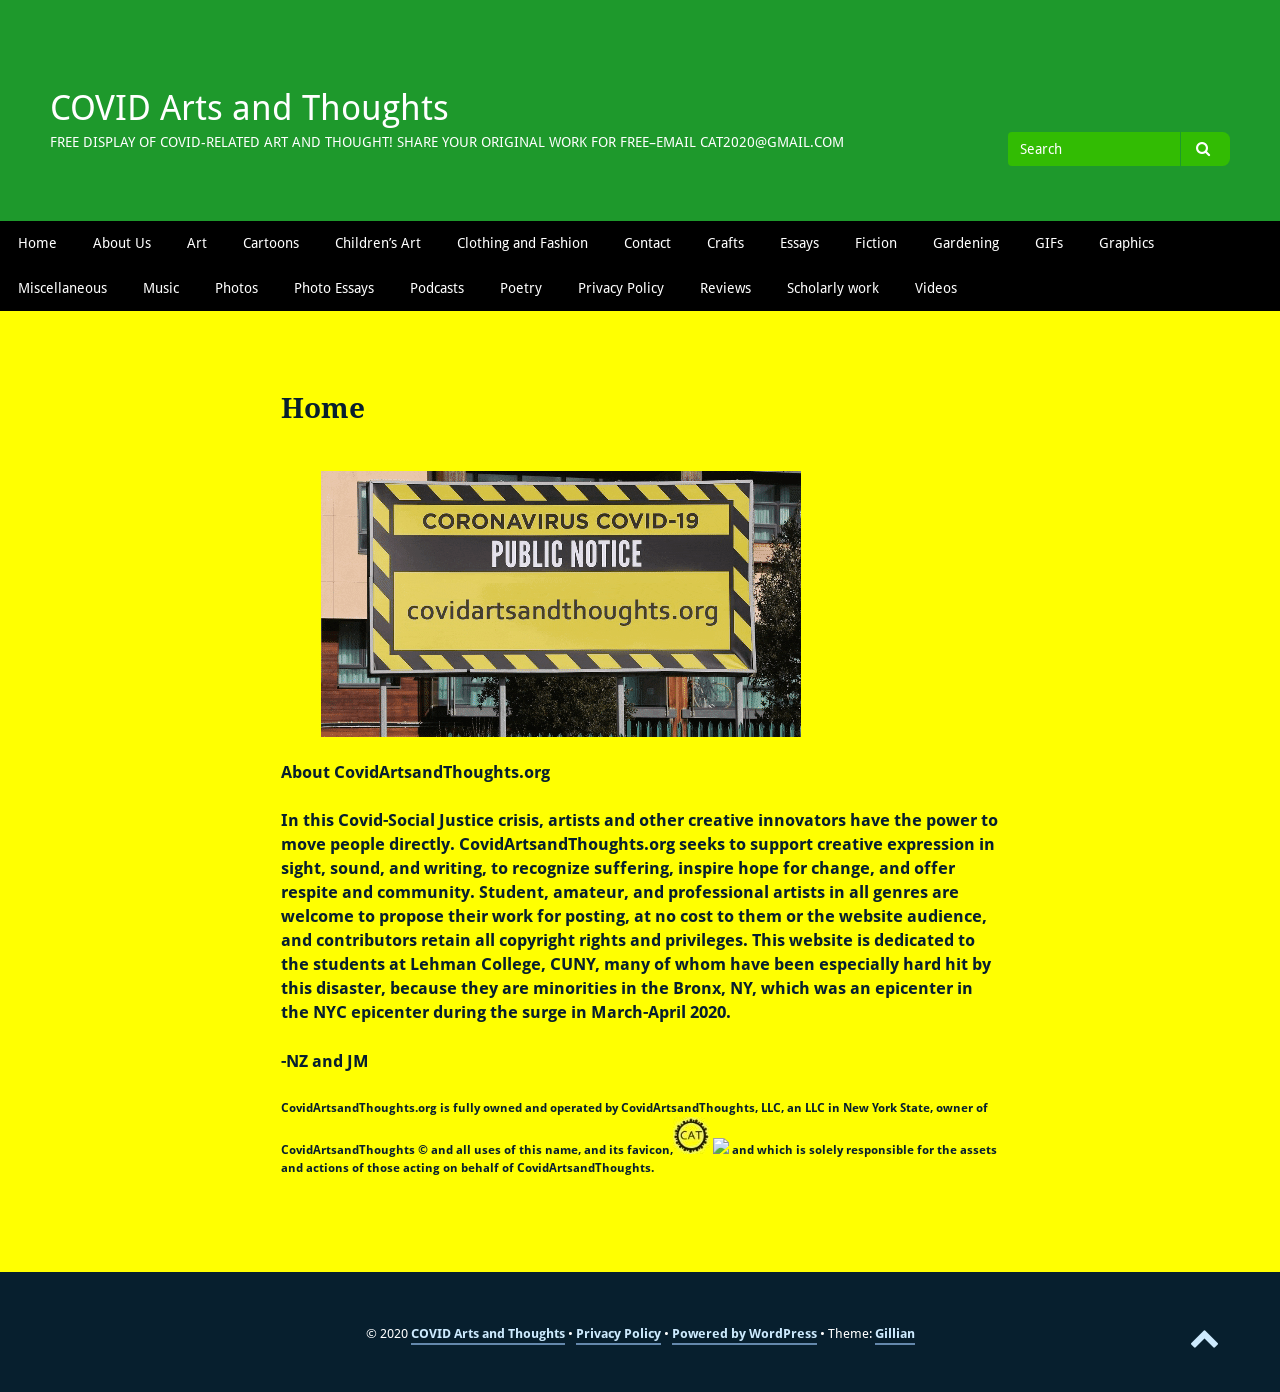 COVID Arts and Thoughts
FREE DISPLAY OF COVID-RELATED ART AND THOUGHT! SHARE YOUR ORIGINAL WORK FOR FREE–EMAIL CAT2020@GMAIL.COM
Search
Home About Us Art Cartoons Children’s Art Clothing and Fashion Contact Crafts Essays Fiction Gardening GIFs Graphics
Miscellaneous Music Photos Photo Essays Podcasts Poetry Privacy Policy Reviews Scholarly work Videos
Home
CORONAVIRUS COVID-19
PUBLIC NOTICE
covidartsandthoughts.org
About CovidArtsandThoughts.org
In this Covid-Social Justice crisis, artists and other creative innovators have the power to
move people directly. CovidArtsandThoughts.org seeks to support creative expression in
sight, sound, and writing, to recognize suffering, inspire hope for change, and offer
respite and community. Student, amateur, and professional artists in all genres are
welcome to propose their work for posting, at no cost to them or the website audience,
and contributors retain all copyright rights and privileges. This website is dedicated to
the students at Lehman College, CUNY, many of whom have been especially hard hit by
this disaster, because they are minorities in the Bronx, NY, which was an epicenter in
the NYC epicenter during the surge in March-April 2020.
-NZ and JM
CovidArtsandThoughts.org is fully owned and operated by CovidArtsandThoughts, LLC, an LLC in New York State, owner of
CovidArtsandThoughts © and all uses of this name, and its favicon, CAT and which is solely responsible for the assets
and actions of those acting on behalf of CovidArtsandThoughts.
© 2020 COVID Arts and Thoughts • Privacy Policy • Powered by WordPress • Theme: Gillian